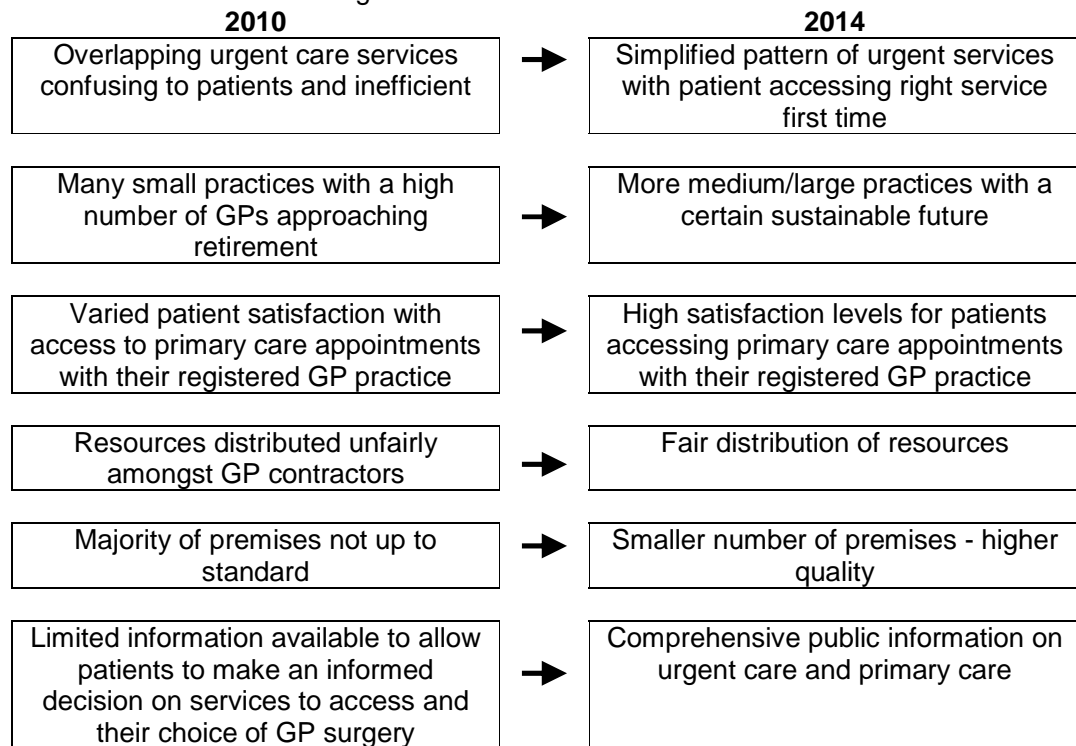 2010
2014
Overlapping urgent care services
confusing to patients and inefficient
Simplified pattern of urgent services
with patient accessing right service
first time
Many small practices with a high
number of GPs approaching
retirement
More medium/large practices with a
certain sustainable future
Varied patient satisfaction with
access to primary care appointments
with their registered GP practice
High satisfaction levels for patients
accessing primary care appointments
with their registered GP practice
Resources distributed unfairly
amongst GP contractors
Fair distribution of resources
Majority of premises not up to
standard
Smaller number of premises - higher
quality
Limited information available to allow
patients to make an informed
decision on services to access and
their choice of GP surgery
Comprehensive public information on
urgent care and primary care